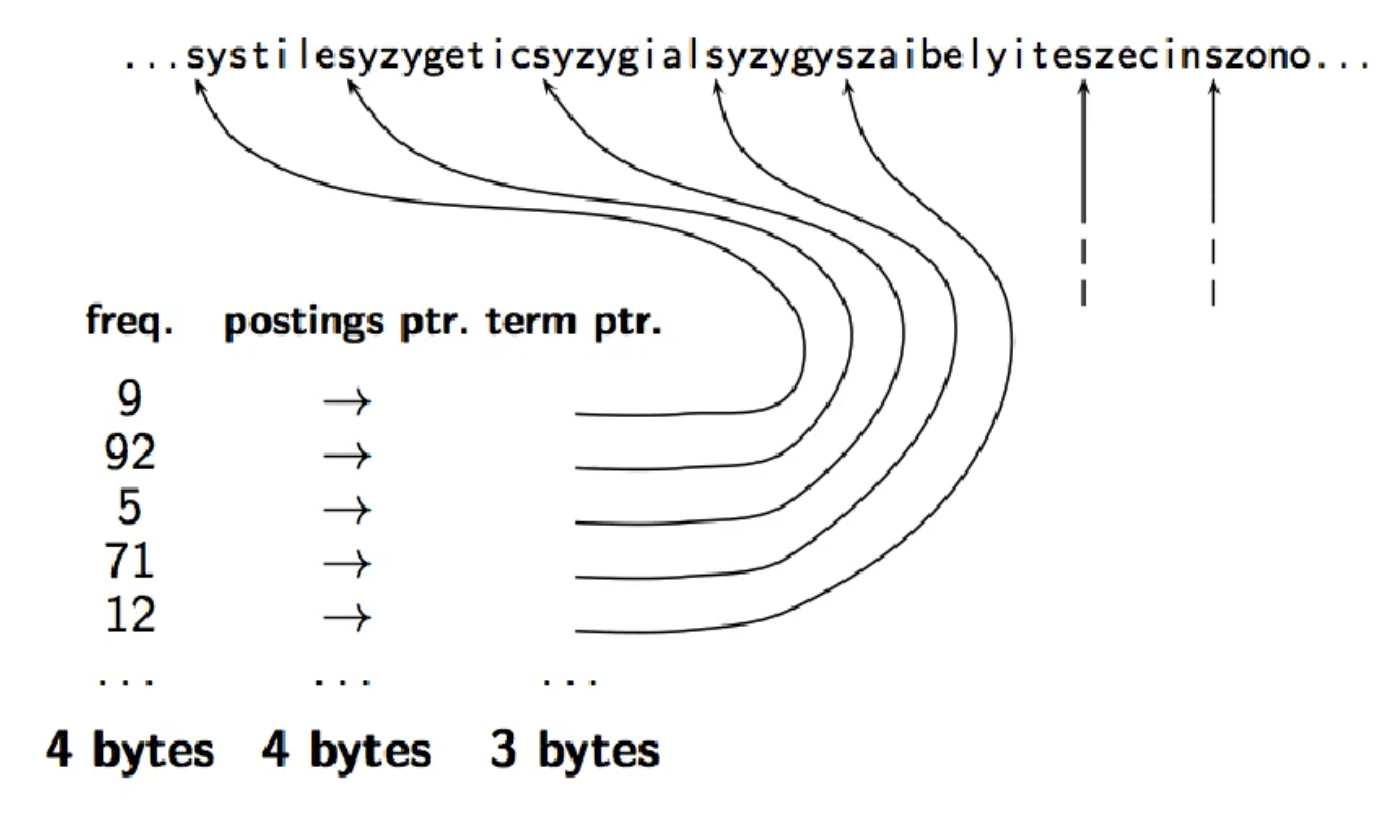 ...systilesyzygeticsyzygialsyzygyszaibelyiteszecinszono...
freq. postings ptr. term ptr.
9 →
92 →
5 →
71 →
12 →
... ... ...
4 bytes 4 bytes 3 bytes